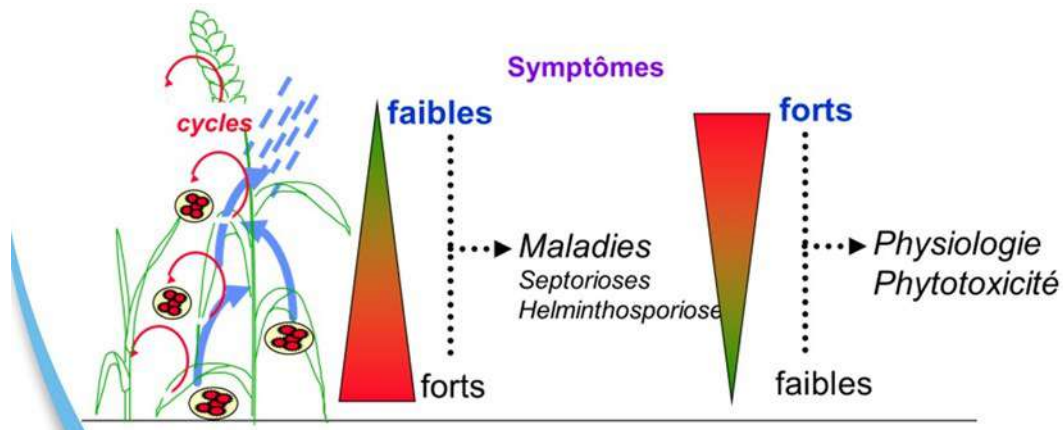 Symptômes
cycles
faibles
forts
Maladies
Septorioses
Helminthosporiose
Physiologie
Phytotoxicité
forts
faibles